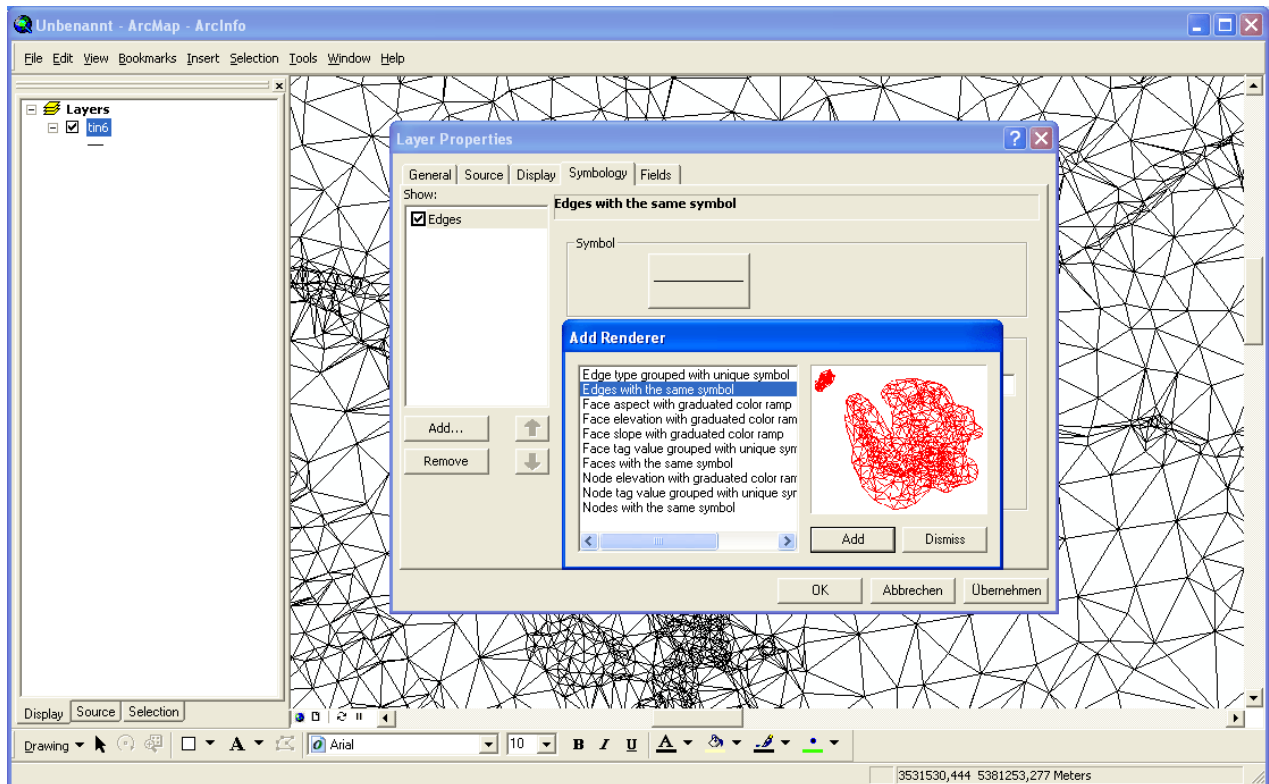 Unbenannt - ArcMap - ArcInfo
File Edit View Bookmarks Insert Selection Tools Window Help
Layers
tin6
Layer Properties
General Source Display Symbology Fields
Show:
Edges
Edges with the same symbol
Symbol
Add Renderer
Edge type grouped with unique symbol
Edges with the same symbol
Face aspect with graduated color ramp
Face elevation with graduated color ram
Face slope with graduated color ramp
Face tag value grouped with unique sym
Faces with the same symbol
Node elevation with graduated color ram
Node tag value grouped with unique syr
Nodes with the same symbol
Add...
Remove
Add Dismiss
OK Abbrechen Übernehmen
Display Source Selection
Drawing A Arial 10 B I U A
3531530,444 5381253,277 Meters